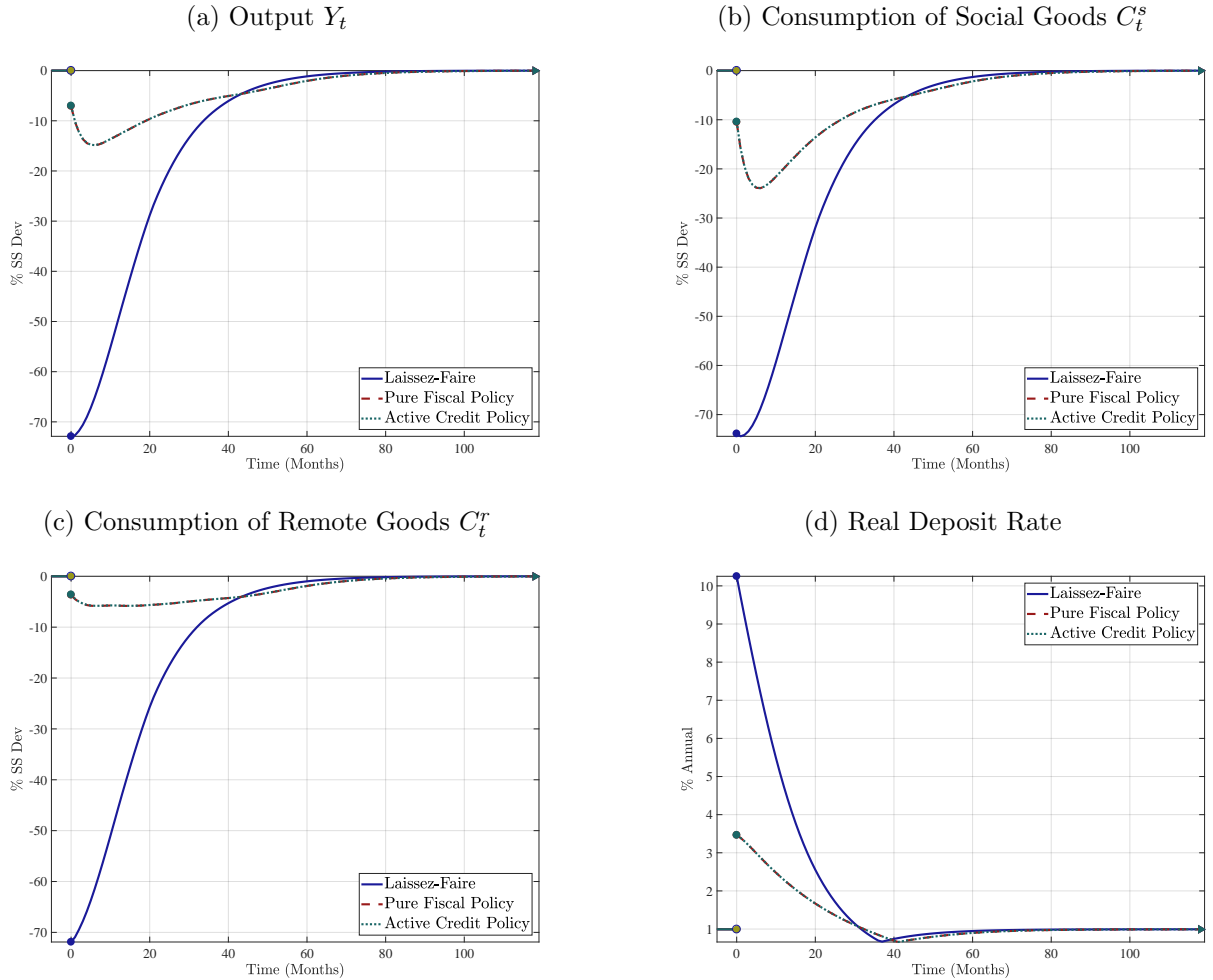 (a) Output Y_t
0
-10
-20
-30
-40
-50
-60
-70
% SS Dev
0 20 40 60 80 100
Time (Months)
Laissez-Faire
Pure Fiscal Policy
Active Credit Policy
(b) Consumption of Social Goods C_t^s
0
-10
-20
-30
-40
-50
-60
-70
% SS Dev
0 20 40 60 80 100
Time (Months)
Laissez-Faire
Pure Fiscal Policy
Active Credit Policy
(c) Consumption of Remote Goods C_t^r
0
-10
-20
-30
-40
-50
-60
-70
% SS Dev
0 20 40 60 80 100
Time (Months)
Laissez-Faire
Pure Fiscal Policy
Active Credit Policy
(d) Real Deposit Rate
10
9
8
7
6
5
4
3
2
1
% Annual
0 20 40 60 80 100
Time (Months)
Laissez-Faire
Pure Fiscal Policy
Active Credit Policy